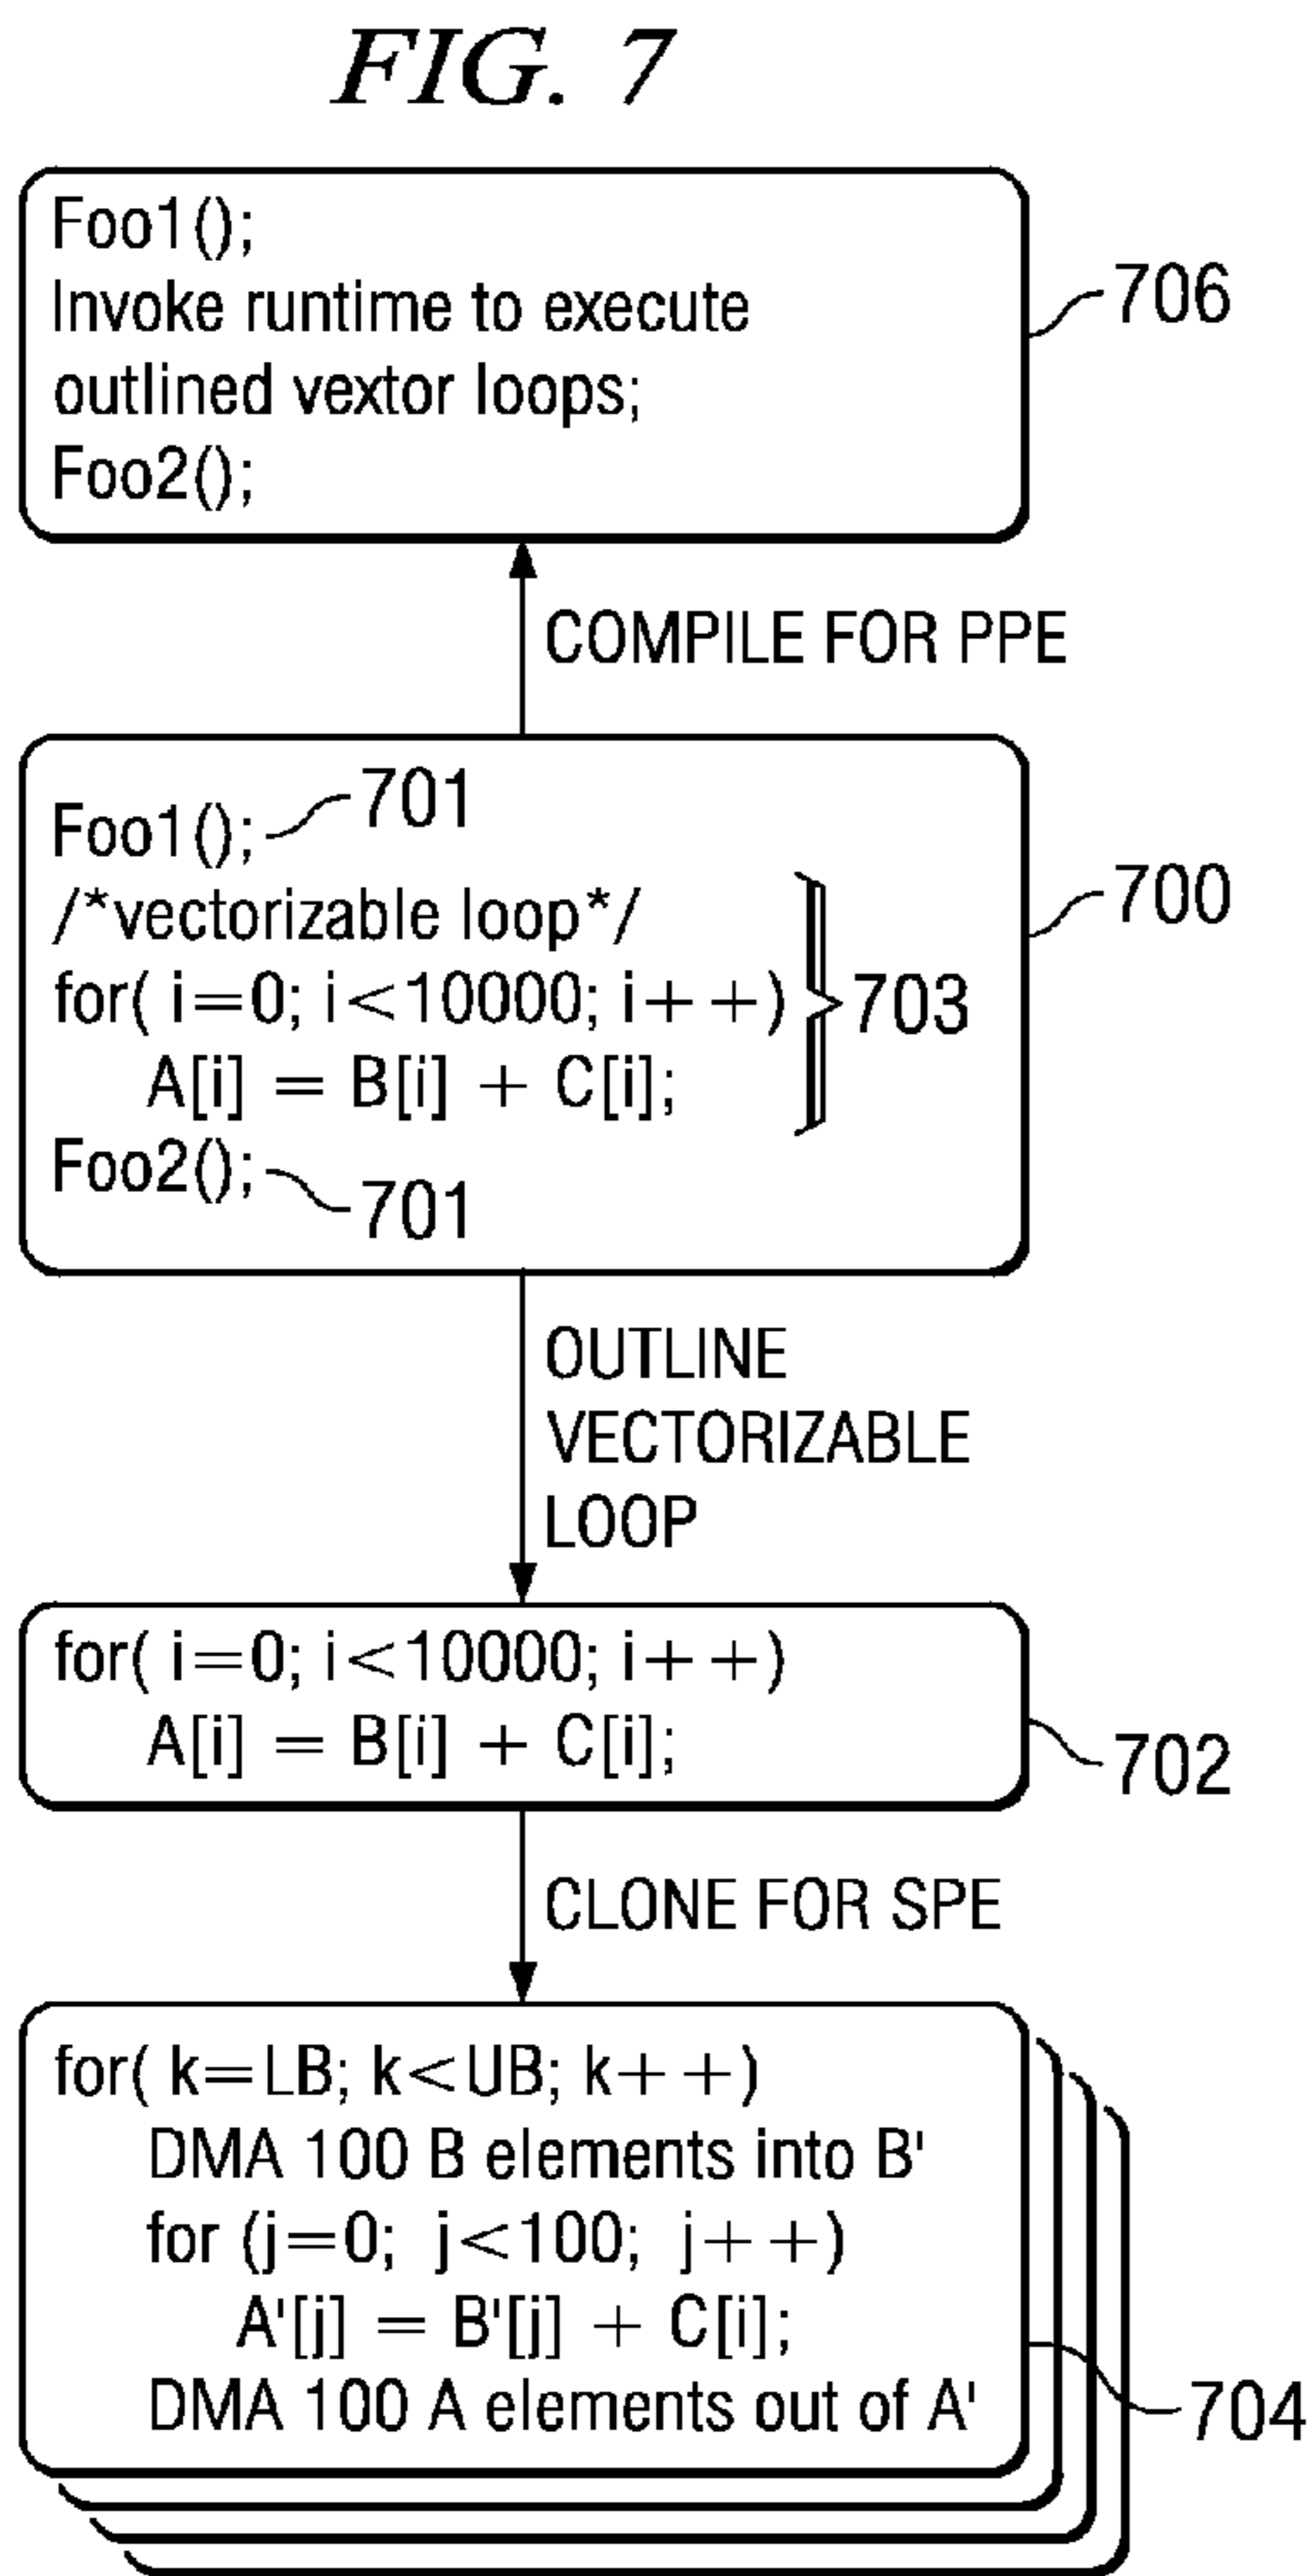 FIG. 7
Foo1();
Invoke runtime to execute
outlined vextor loops;
Foo2();
706
COMPILE FOR PPE
Foo1(); 701
/*vectorizable loop*/
for( i=0; i<10000; i++)
A[i] = B[i] + C[i];
703
Foo2(); 701
700
OUTLINE
VECTORIZABLE
LOOP
for( i=0; i<10000; i++)
A[i] = B[i] + C[i];
702
CLONE FOR SPE
for( k=LB; k<UB; k++)
DMA 100 B elements into B'
for (j=0; j<100; j++)
A'[j] = B'[j] + C[i];
DMA 100 A elements out of A'
704